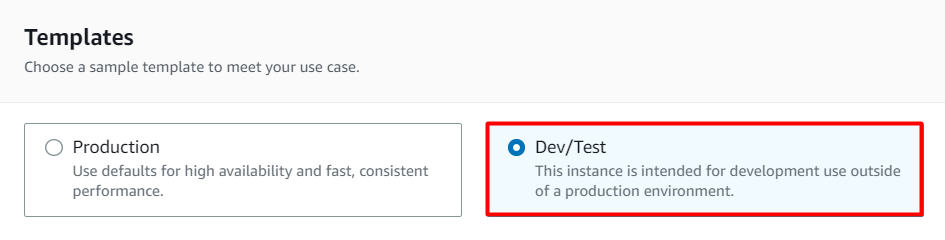 Templates
Choose a sample template to meet your use case.
Production
Use defaults for high availability and fast, consistent
performance.
Dev/Test
This instance is intended for development use outside
of a production environment.